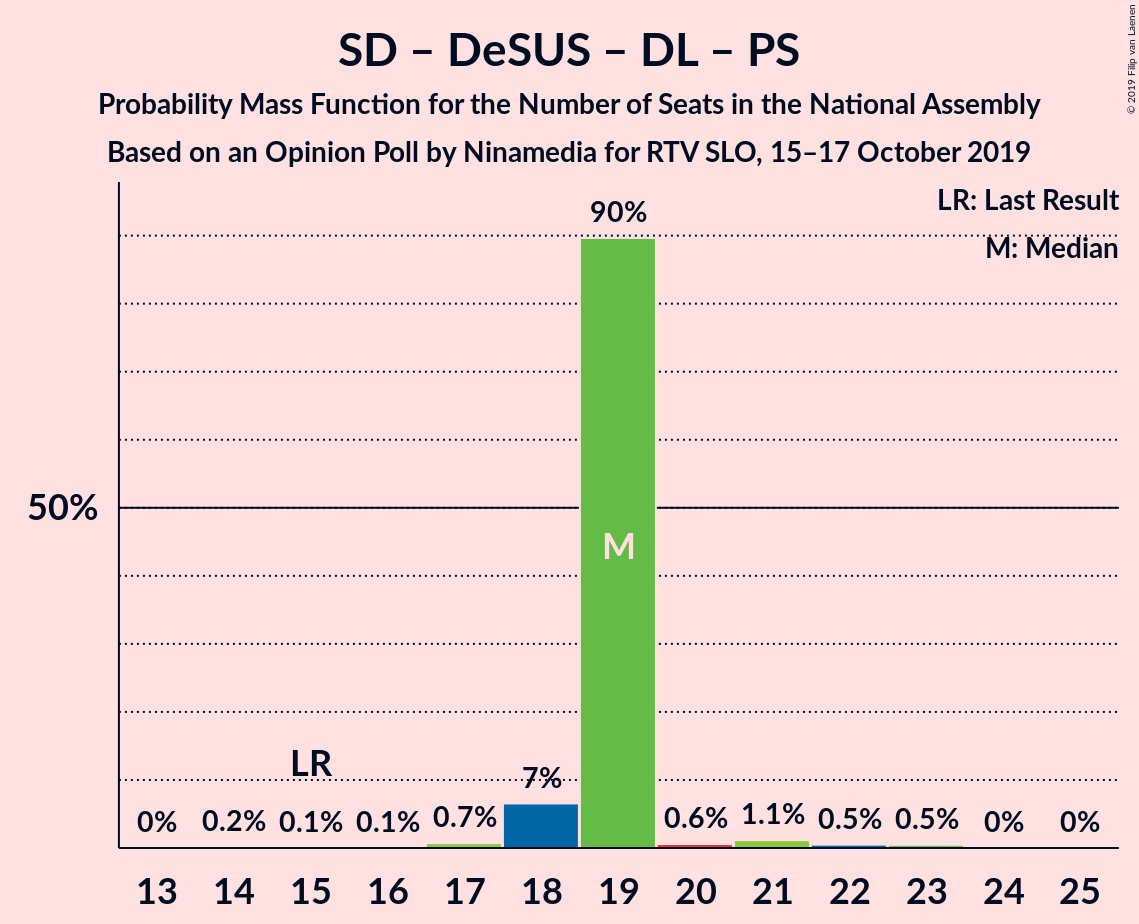 SD – DeSUS – DL – PS
Probability Mass Function for the Number of Seats in the National Assembly
Based on an Opinion Poll by Ninamedia for RTV SLO, 15–17 October 2019
© 2019 Filip van Laenen
LR: Last Result
M: Median
90%
50%
M
LR
7%
0% 0.2% 0.1% 0.1% 0.7% 0.6% 1.1% 0.5% 0.5% 0% 0%
13 14 15 16 17 18 19 20 21 22 23 24 25